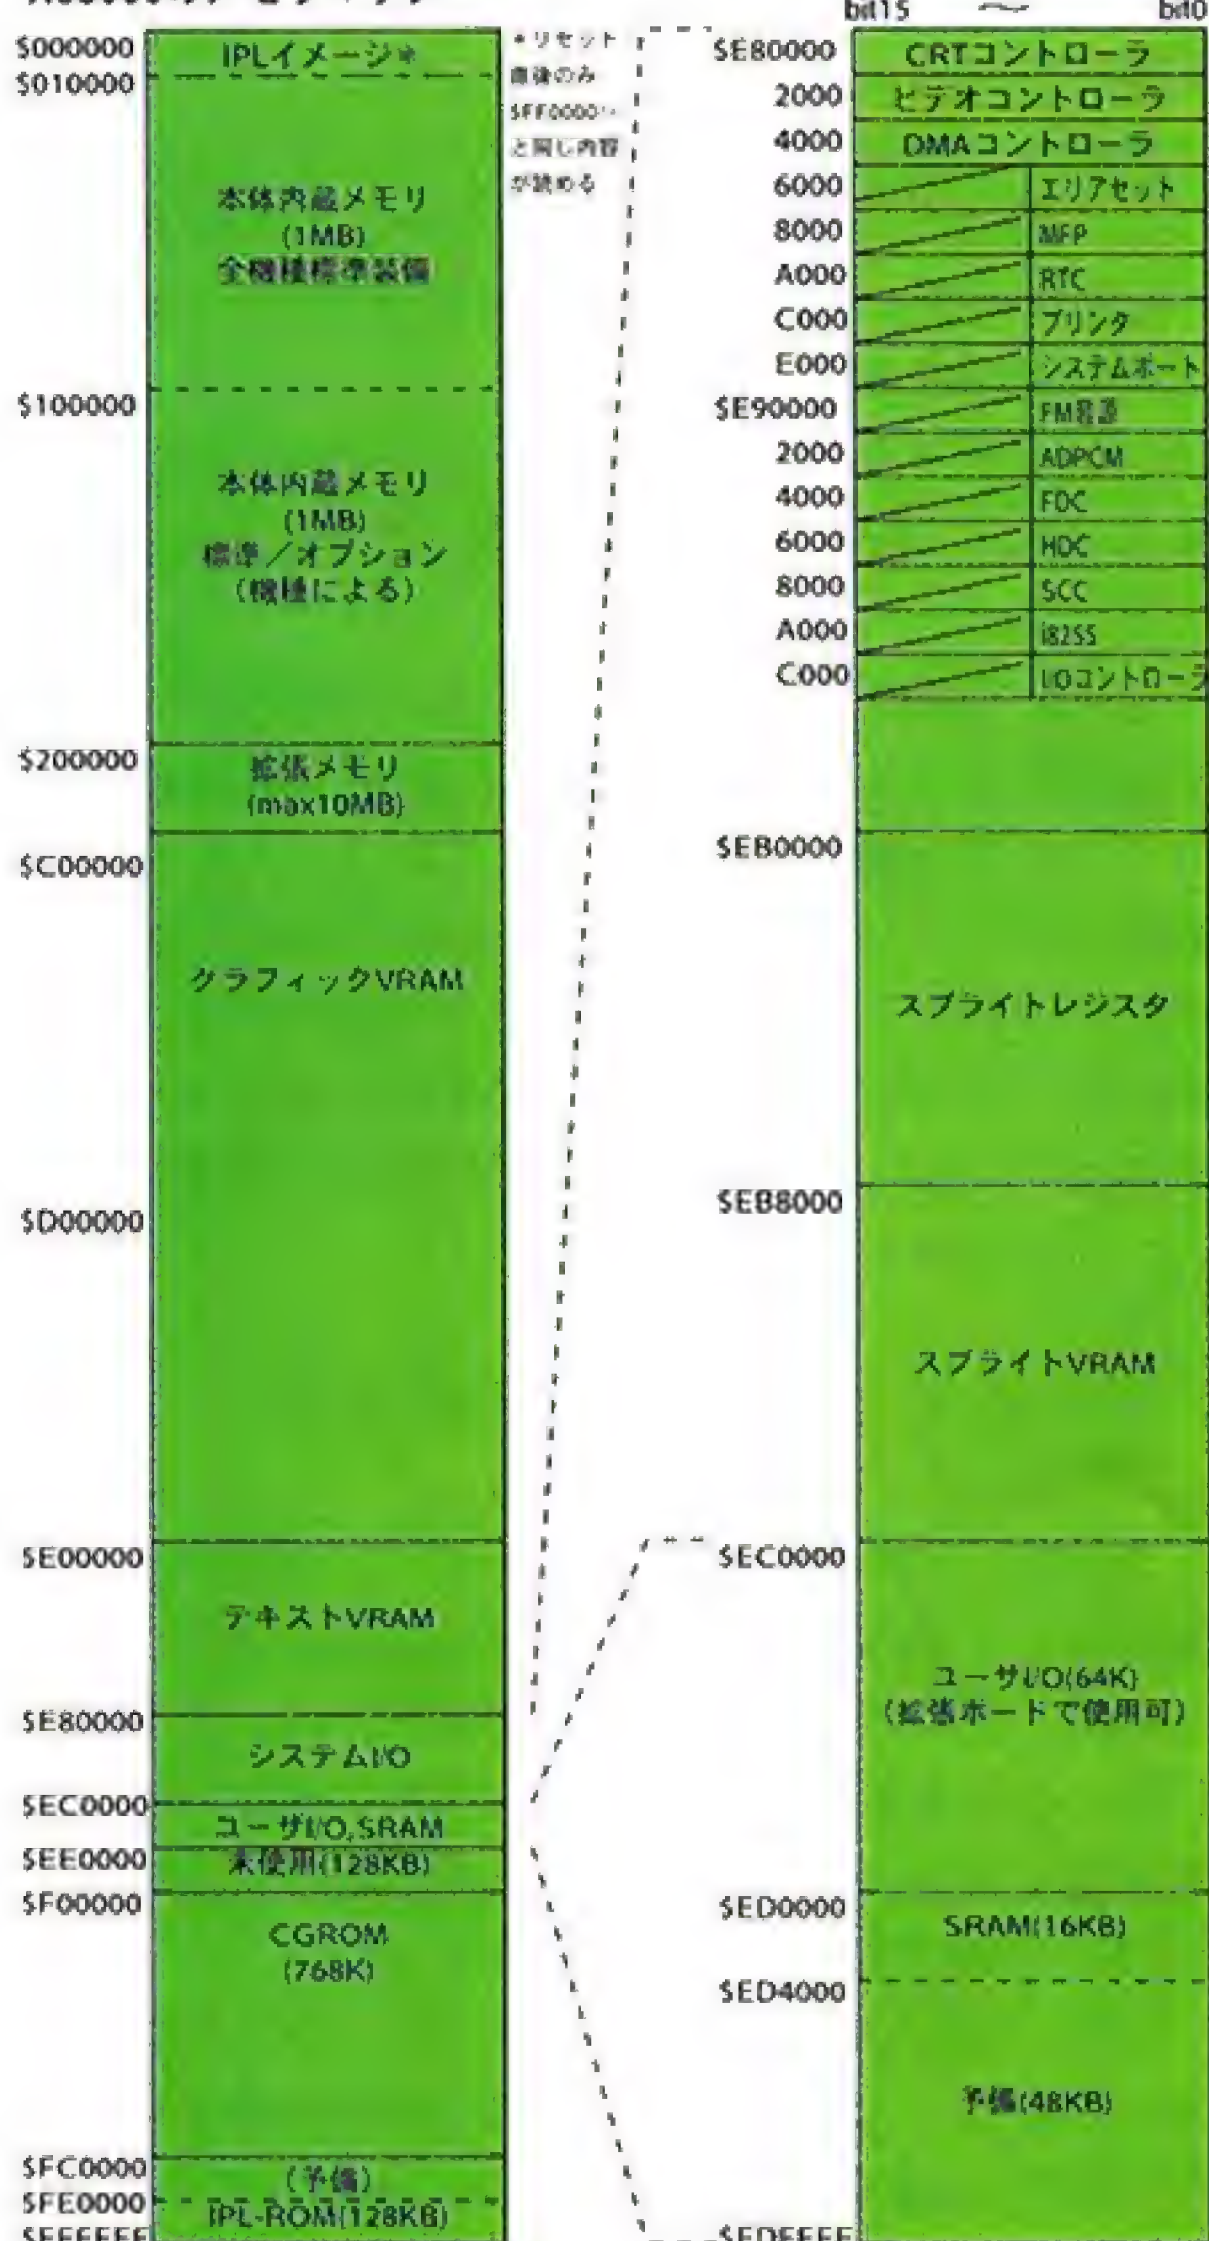 bit15 ～ bit0
$000000
IPLイメージ*
$010000
*リセット
直後のみ
$FF0000～
と同じ内容
が読める
本体内蔵メモリ
(1MB)
全機種標準装備
$100000
本体内蔵メモリ
(1MB)
標準／オプション
(機種による)
$200000
拡張メモリ
(max10MB)
$C00000
グラフィックVRAM
$D00000
$E00000
テキストVRAM
$E80000
システムI/O
$EC0000
ユーザI/O,SRAM
$EE0000
未使用(128KB)
$F00000
CGROM
(768K)
$FC0000
(予備)
$FE0000
IPL-ROM(128KB)
$FFFFFF
$E80000 CRTコントローラ
2000 ビデオコントローラ
4000 DMAコントローラ
6000 エリアセット
8000 MFP
A000 RTC
C000 プリンタ
E000 システムポート
$E90000 FM音源
2000 ADPCM
4000 FDC
6000 HDC
8000 SCC
A000 i8255
C000 I/Oコントローラ
$EB0000
スプライトレジスタ
$EB8000
スプライトVRAM
$EC0000
ユーザI/O(64K)
(拡張ボードで使用可)
$ED0000
SRAM(16KB)
$ED4000
予備(48KB)
$EDFFFF